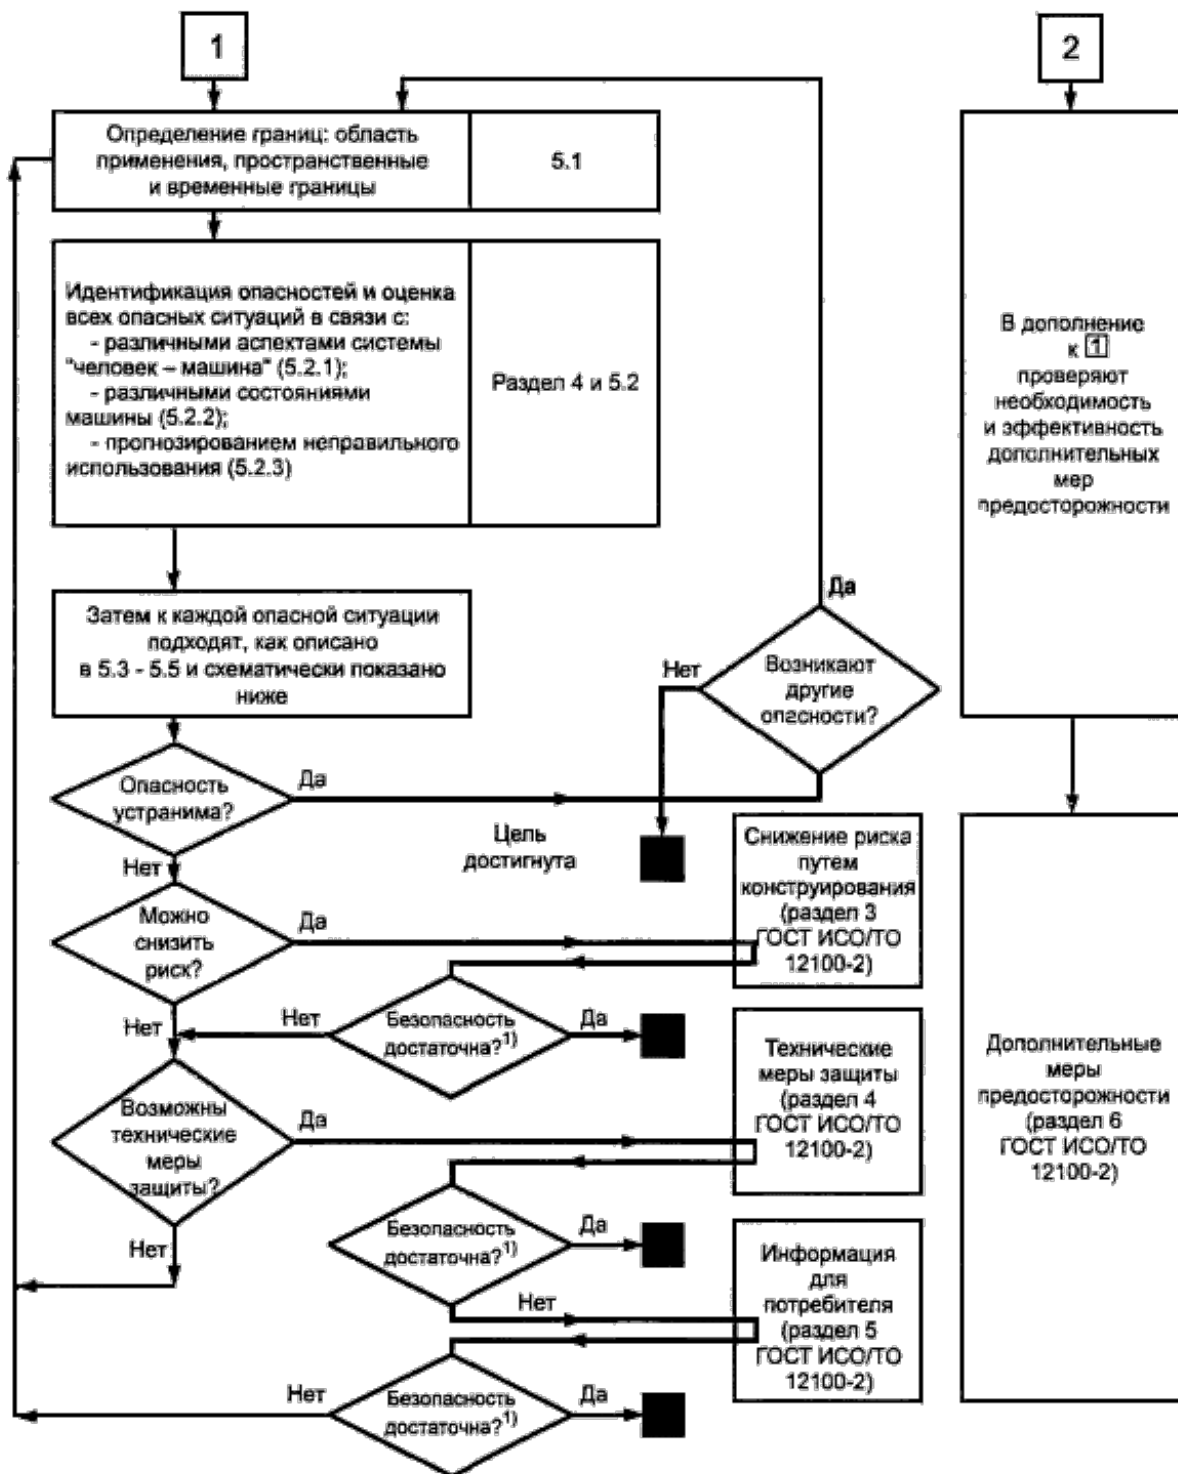 1
2
Определение границ: область
применения, пространственные
и временные границы
5.1
Идентификация опасностей и оценка
всех опасных ситуаций в связи с:
- различными аспектами системы
"человек – машина" (5.2.1);
- различными состояниями
машины (5.2.2);
- прогнозированием неправильного
использования (5.2.3)
Раздел 4 и 5.2
В дополнение
к 1
проверяют
необходимость
и эффективность
дополнительных
мер
предосторожности
Затем к каждой опасной ситуации
подходят, как описано
в 5.3 - 5.5 и схематически показано
ниже
Да
Нет
Возникают
другие
опасности?
Опасность
устранима?
Да
Нет
Цель
достигнута
Снижение риска
путем
конструирования
(раздел 3
ГОСТ ИСО/ТО
12100-2)
Можно
снизить
риск?
Да
Нет
Нет
Безопасность
достаточна?1)
Да
Технические
меры защиты
(раздел 4
ГОСТ ИСО/ТО
12100-2)
Дополнительные
меры
предосторожности
(раздел 6
ГОСТ ИСО/ТО
12100-2)
Возможны
технические
меры
защиты?
Да
Нет
Безопасность
достаточна?1)
Да
Нет
Информация
для
потребителя
(раздел 5
ГОСТ ИСО/ТО
12100-2)
Нет
Безопасность
достаточна?1)
Да